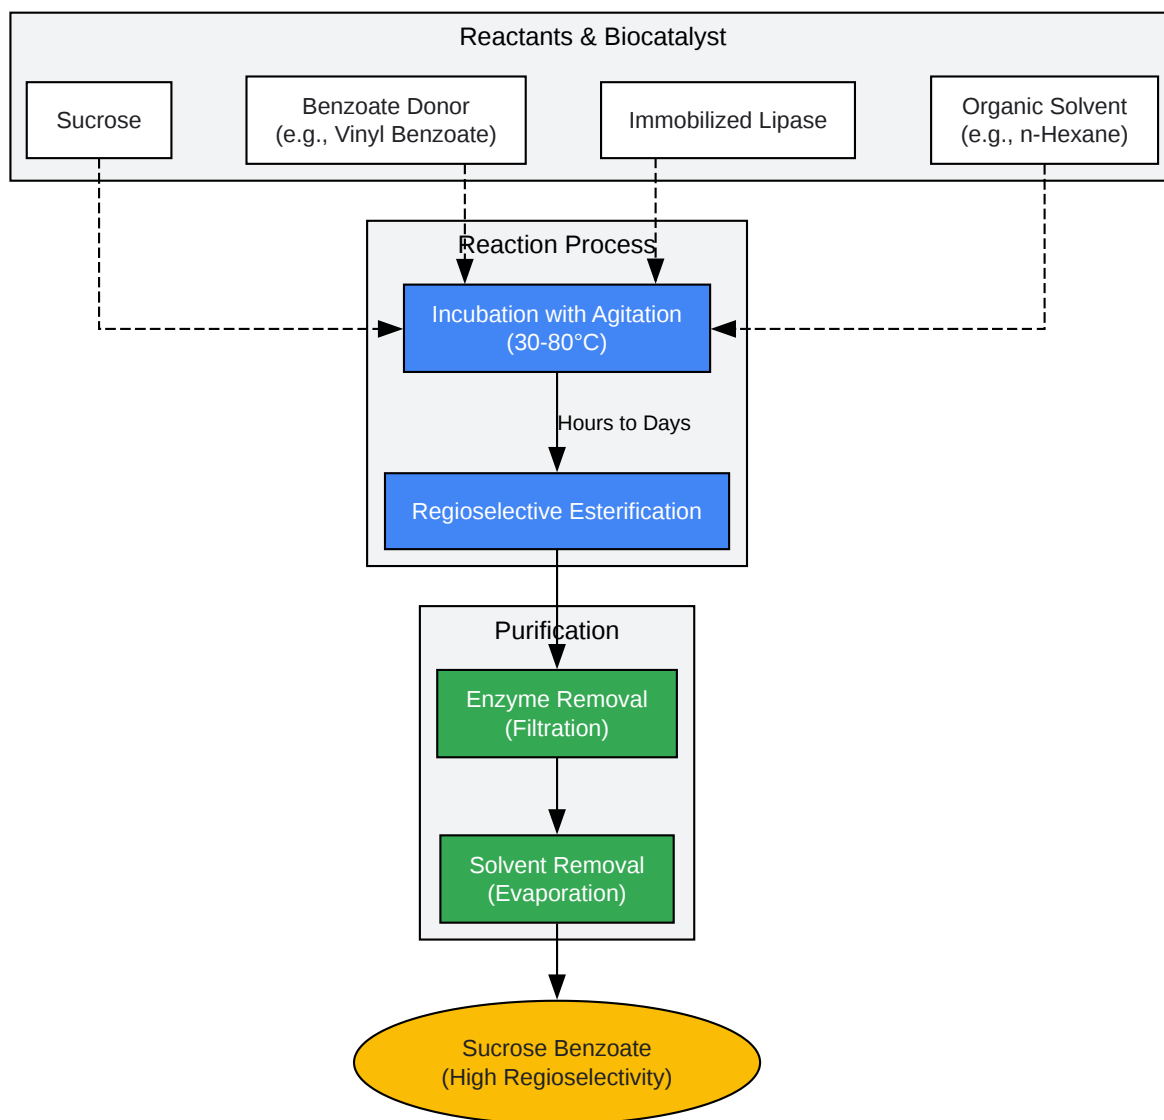 Reactants & Biocatalyst
Sucrose
Benzoate Donor
(e.g., Vinyl Benzoate)
Immobilized Lipase
Organic Solvent
(e.g., n-Hexane)
Reaction Process
Incubation with Agitation
(30-80°C)
Hours to Days
Regioselective Esterification
Purification
Enzyme Removal
(Filtration)
Solvent Removal
(Evaporation)
Sucrose Benzoate
(High Regioselectivity)